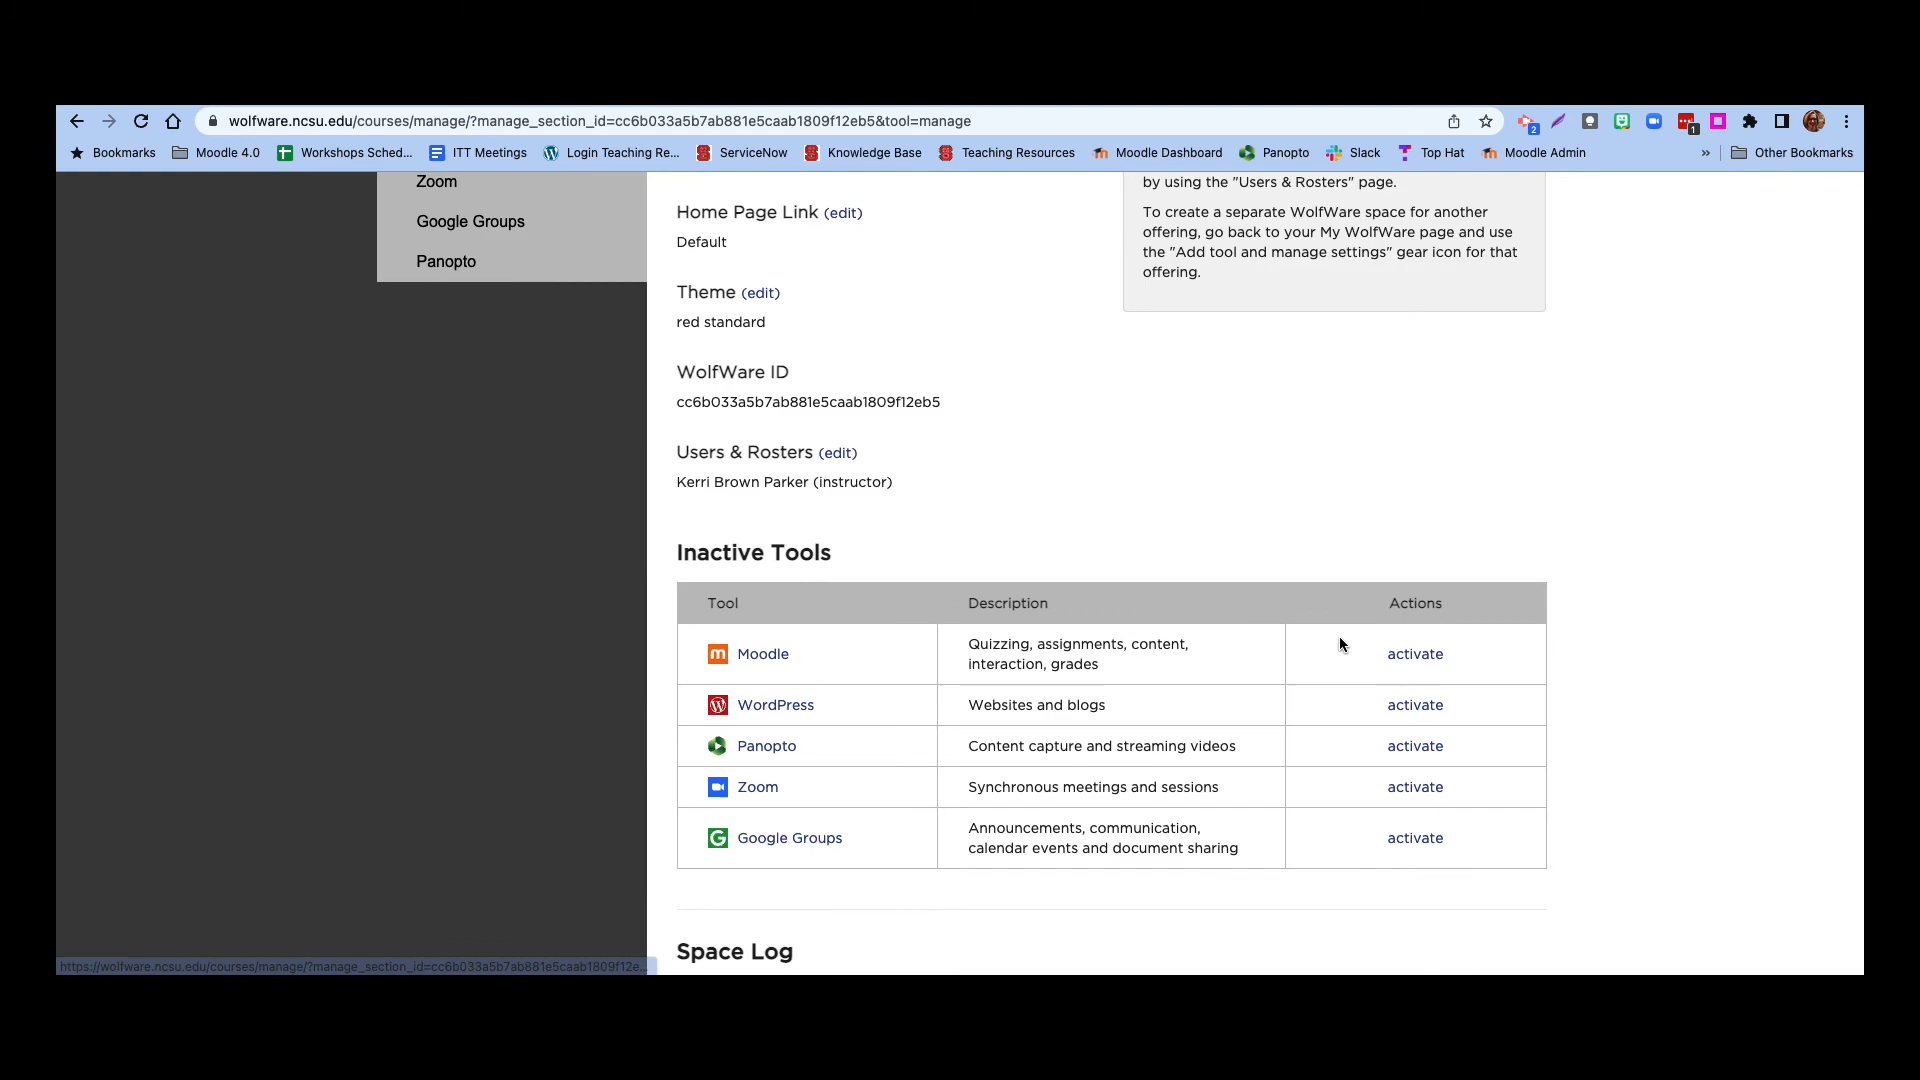 wolfware.ncsu.edu/courses/manage/?manage_section_id=cc6b033a5b7ab881e5caab1809f12eb5&tool=manage
2
1
Bookmarks Moodle 4.0 Workshops Sched... ITT Meetings Login Teaching Re... ServiceNow Knowledge Base Teaching Resources Moodle Dashboard Panopto Slack Top Hat Moodle Admin » Other Bookmarks
Zoom
Google Groups
Panopto
Home Page Link (edit)
Default
Theme (edit)
red standard
WolfWare ID
cc6b033a5b7ab881e5caab1809f12eb5
Users & Rosters (edit)
Kerri Brown Parker (instructor)
by using the "Users & Rosters" page.
To create a separate WolfWare space for another
offering, go back to your My WolfWare page and use
the "Add tool and manage settings" gear icon for that
offering.
Inactive Tools
Tool Description Actions
Moodle Quizzing, assignments, content, activate
interaction, grades
WordPress Websites and blogs activate
Panopto Content capture and streaming videos activate
Zoom Synchronous meetings and sessions activate
Google Groups Announcements, communication, activate
calendar events and document sharing
Space Log
https://wolfware.ncsu.edu/courses/manage/?manage_section_id=cc6b033a5b7ab881e5caab1809f12e...